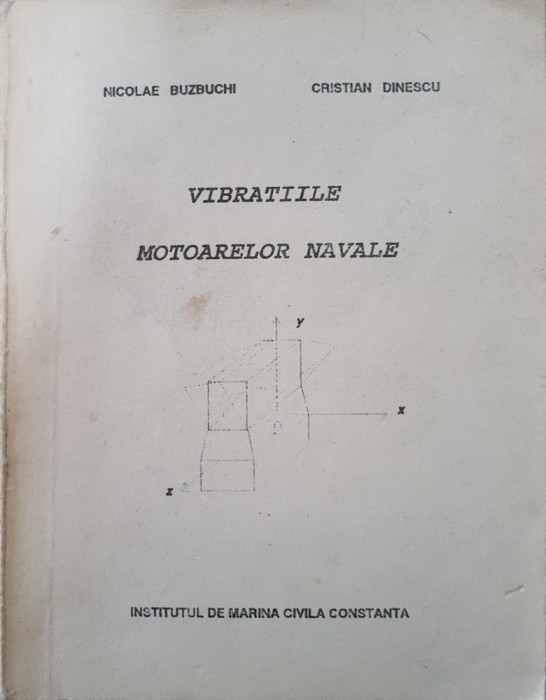 NICOLAE BUZBUCHI CRISTIAN DINESCU
VIBRATIILE
MOTOARELOR NAVALE
y
x
z
INSTITUTUL DE MARINA CIVILA CONSTANTA